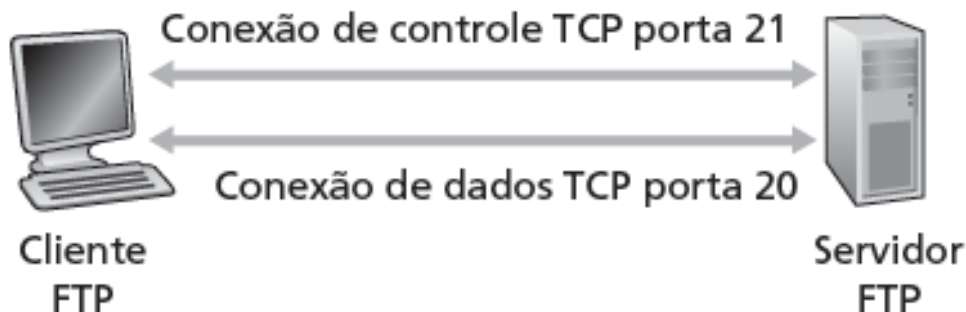 Conexão de controle TCP porta 21
Conexão de dados TCP porta 20
Cliente
FTP
Servidor
FTP